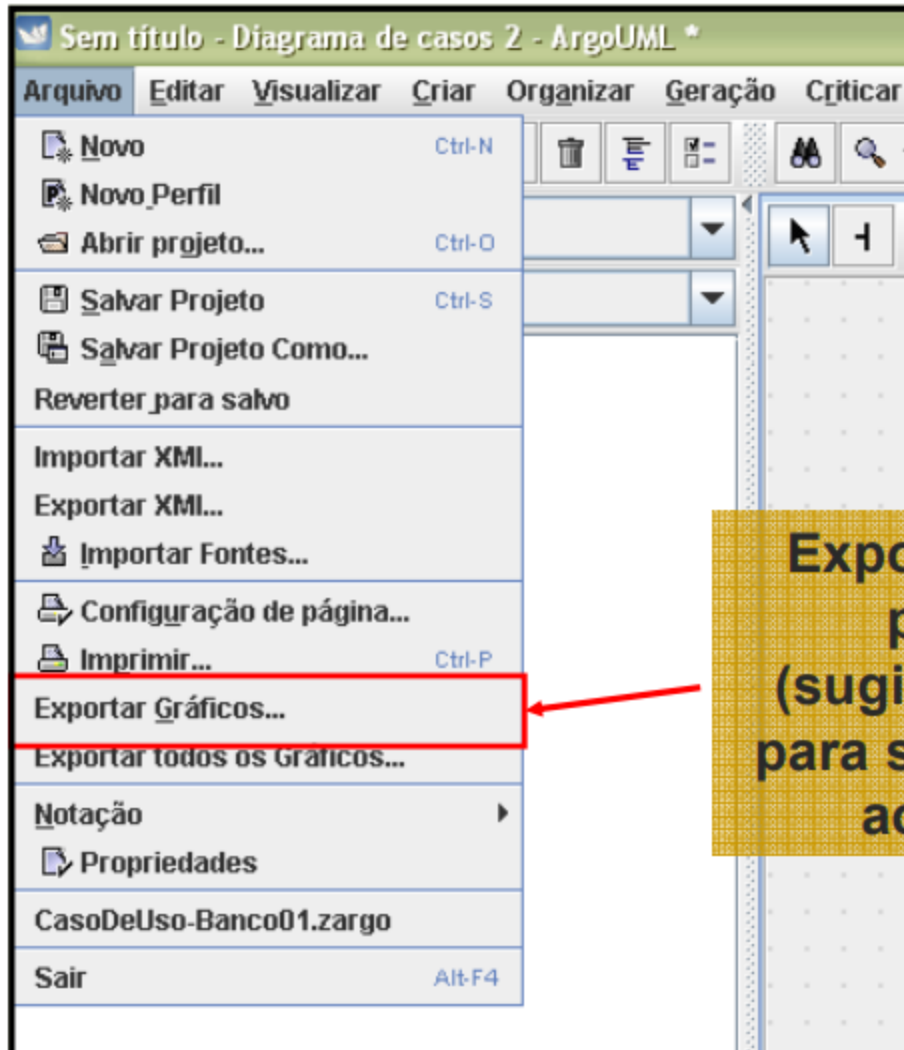 Sem título - Diagrama de casos 2 - ArgoUML *
Arquivo Editar Visualizar Criar Organizar Geração Criticar
Novo Ctrl-N
Novo Perfil
Abrir projeto... Ctrl-O
Salvar Projeto Ctrl-S
Salvar Projeto Como...
Reverter para salvo
Importar XMI...
Exportar XMI...
Importar Fontes...
Configuração de página...
Imprimir... Ctrl-P
Exportar Gráficos...
Exportar todos os Gráficos...
Notação
Propriedades
CasoDeUso-Banco01.zargo
Sair Alt-F4
para